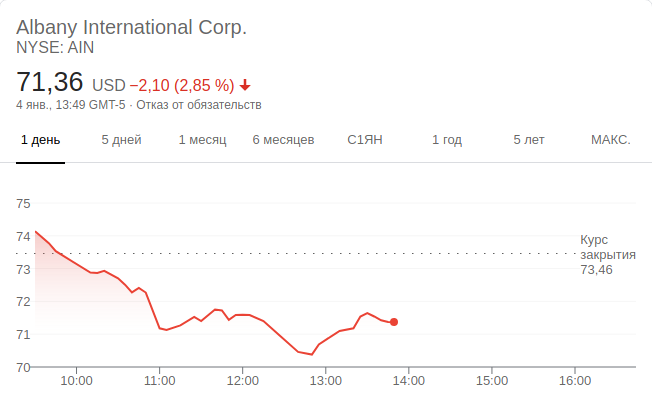 Albany International Corp.
NYSE: AIN
71,36 USD −2,10 (2,85 %)
4 янв., 13:49 GMT-5 · Отказ от обязательств
1 день 5 дней 1 месяц 6 месяцев С1ЯН 1 год 5 лет МАКС.
75
74
73
72
71
70
Курс
закрытия
73,46
10:00 11:00 12:00 13:00 14:00 15:00 16:00